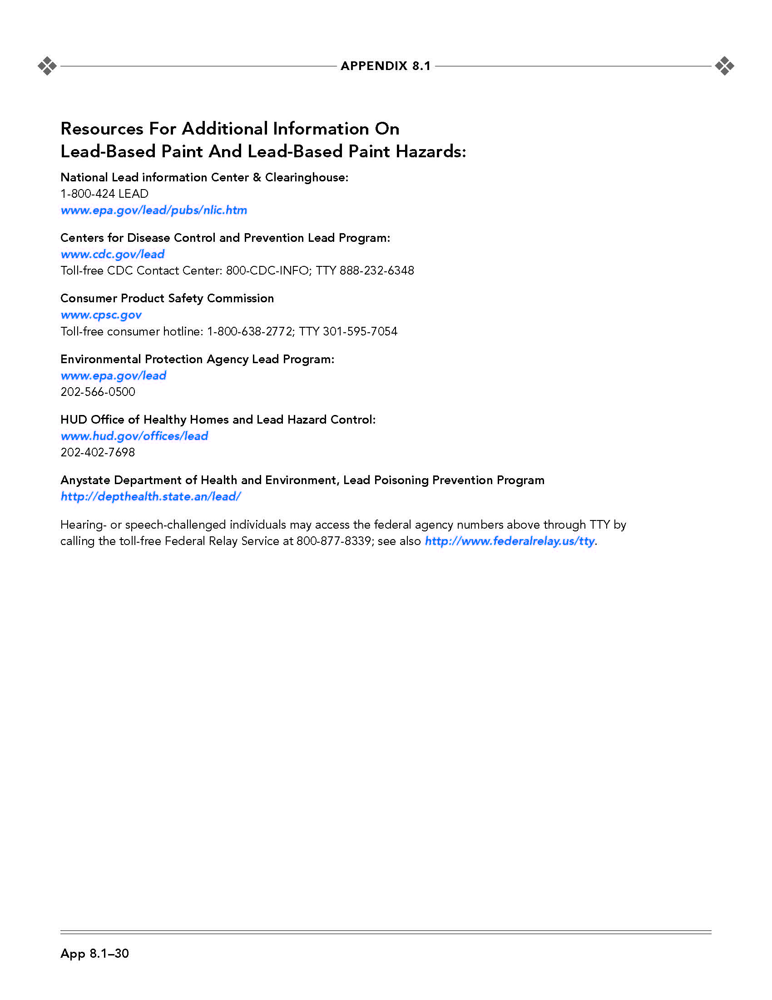 APPENDIX 8.1
Resources For Additional Information On
Lead-Based Paint And Lead-Based Paint Hazards:
National Lead information Center & Clearinghouse:
1-800-424 LEAD
www.epa.gov/lead/pubs/nlic.htm
Centers for Disease Control and Prevention Lead Program:
www.cdc.gov/lead
Toll-free CDC Contact Center: 800-CDC-INFO; TTY 888-232-6348
Consumer Product Safety Commission
www.cpsc.gov
Toll-free consumer hotline: 1-800-638-2772; TTY 301-595-7054
Environmental Protection Agency Lead Program:
www.epa.gov/lead
202-566-0500
HUD Office of Healthy Homes and Lead Hazard Control:
www.hud.gov/offices/lead
202-402-7698
Anystate Department of Health and Environment, Lead Poisoning Prevention Program
http://depthealth.state.an/lead/
Hearing- or speech-challenged individuals may access the federal agency numbers above through TTY by
calling the toll-free Federal Relay Service at 800-877-8339; see also http://www.federalrelay.us/tty.
App 8.1–30